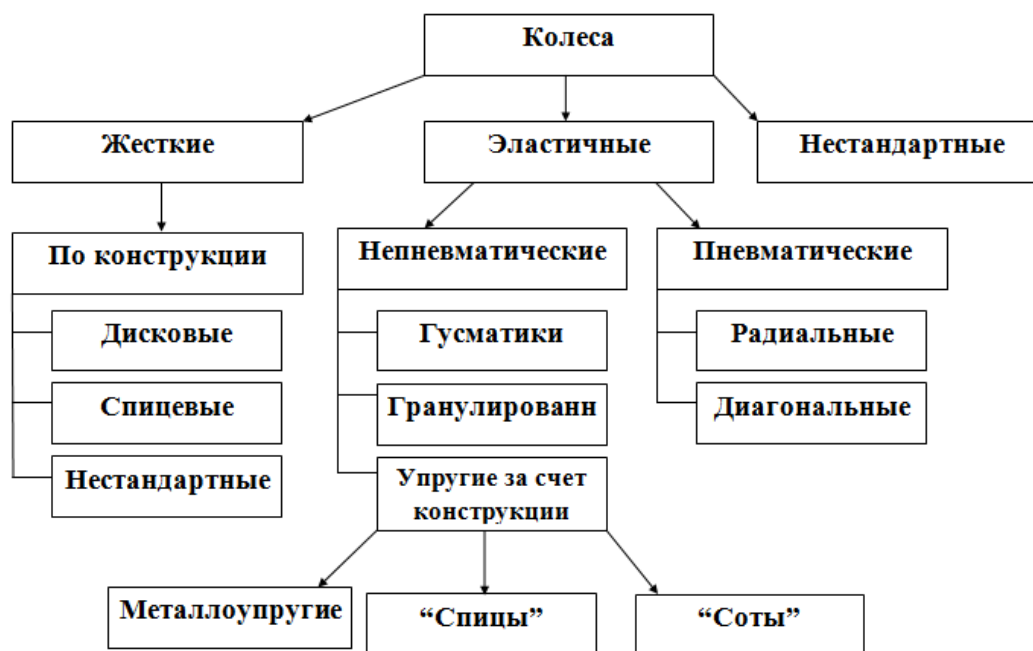 Колеса
Жесткие
Эластичные
Нестандартные
По конструкции
Непневматические
Пневматические
Дисковые
Гусматики
Радиальные
Спицевые
Гранулированн
Диагональные
Нестандартные
Упругие за счет
конструкции
Металлоупругие
“Спицы”
“Соты”